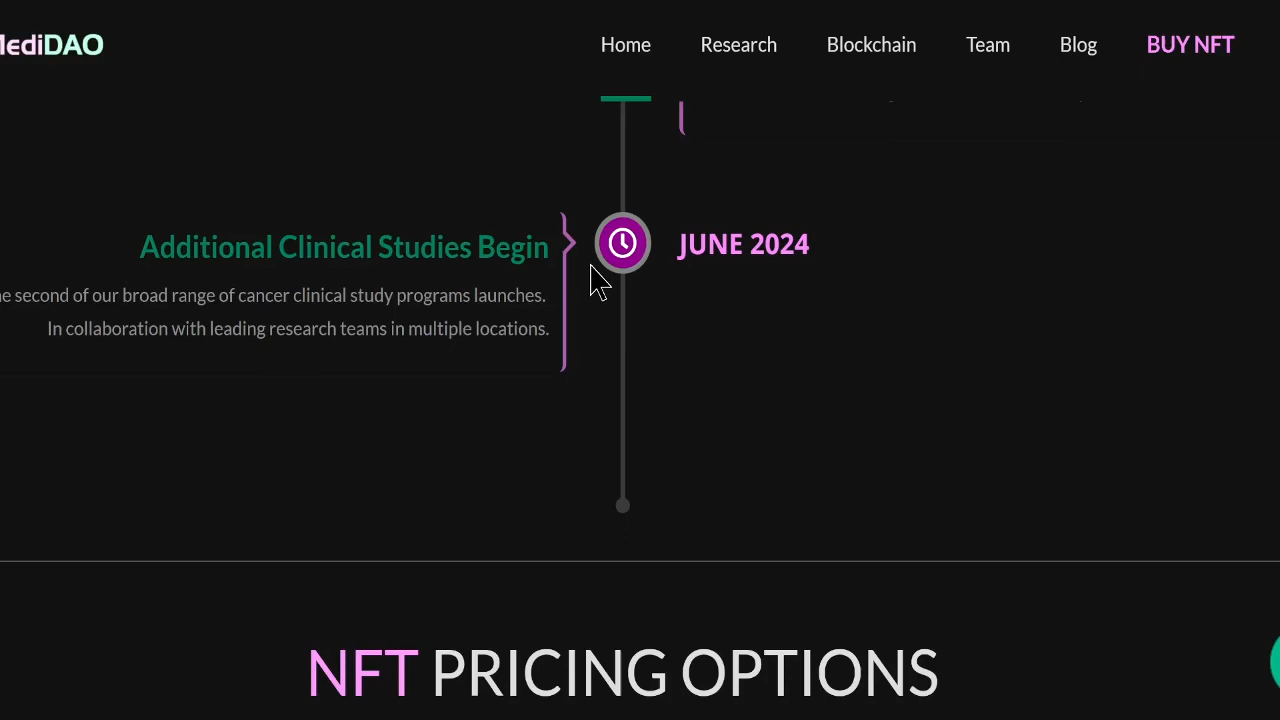 Home Research Blockchain Team Blog BUY NFT
Additional Clinical Studies Begin
JUNE 2024
second of our broad range of cancer clinical study programs launches.
In collaboration with leading research teams in multiple locations.
NFT PRICING OPTIONS